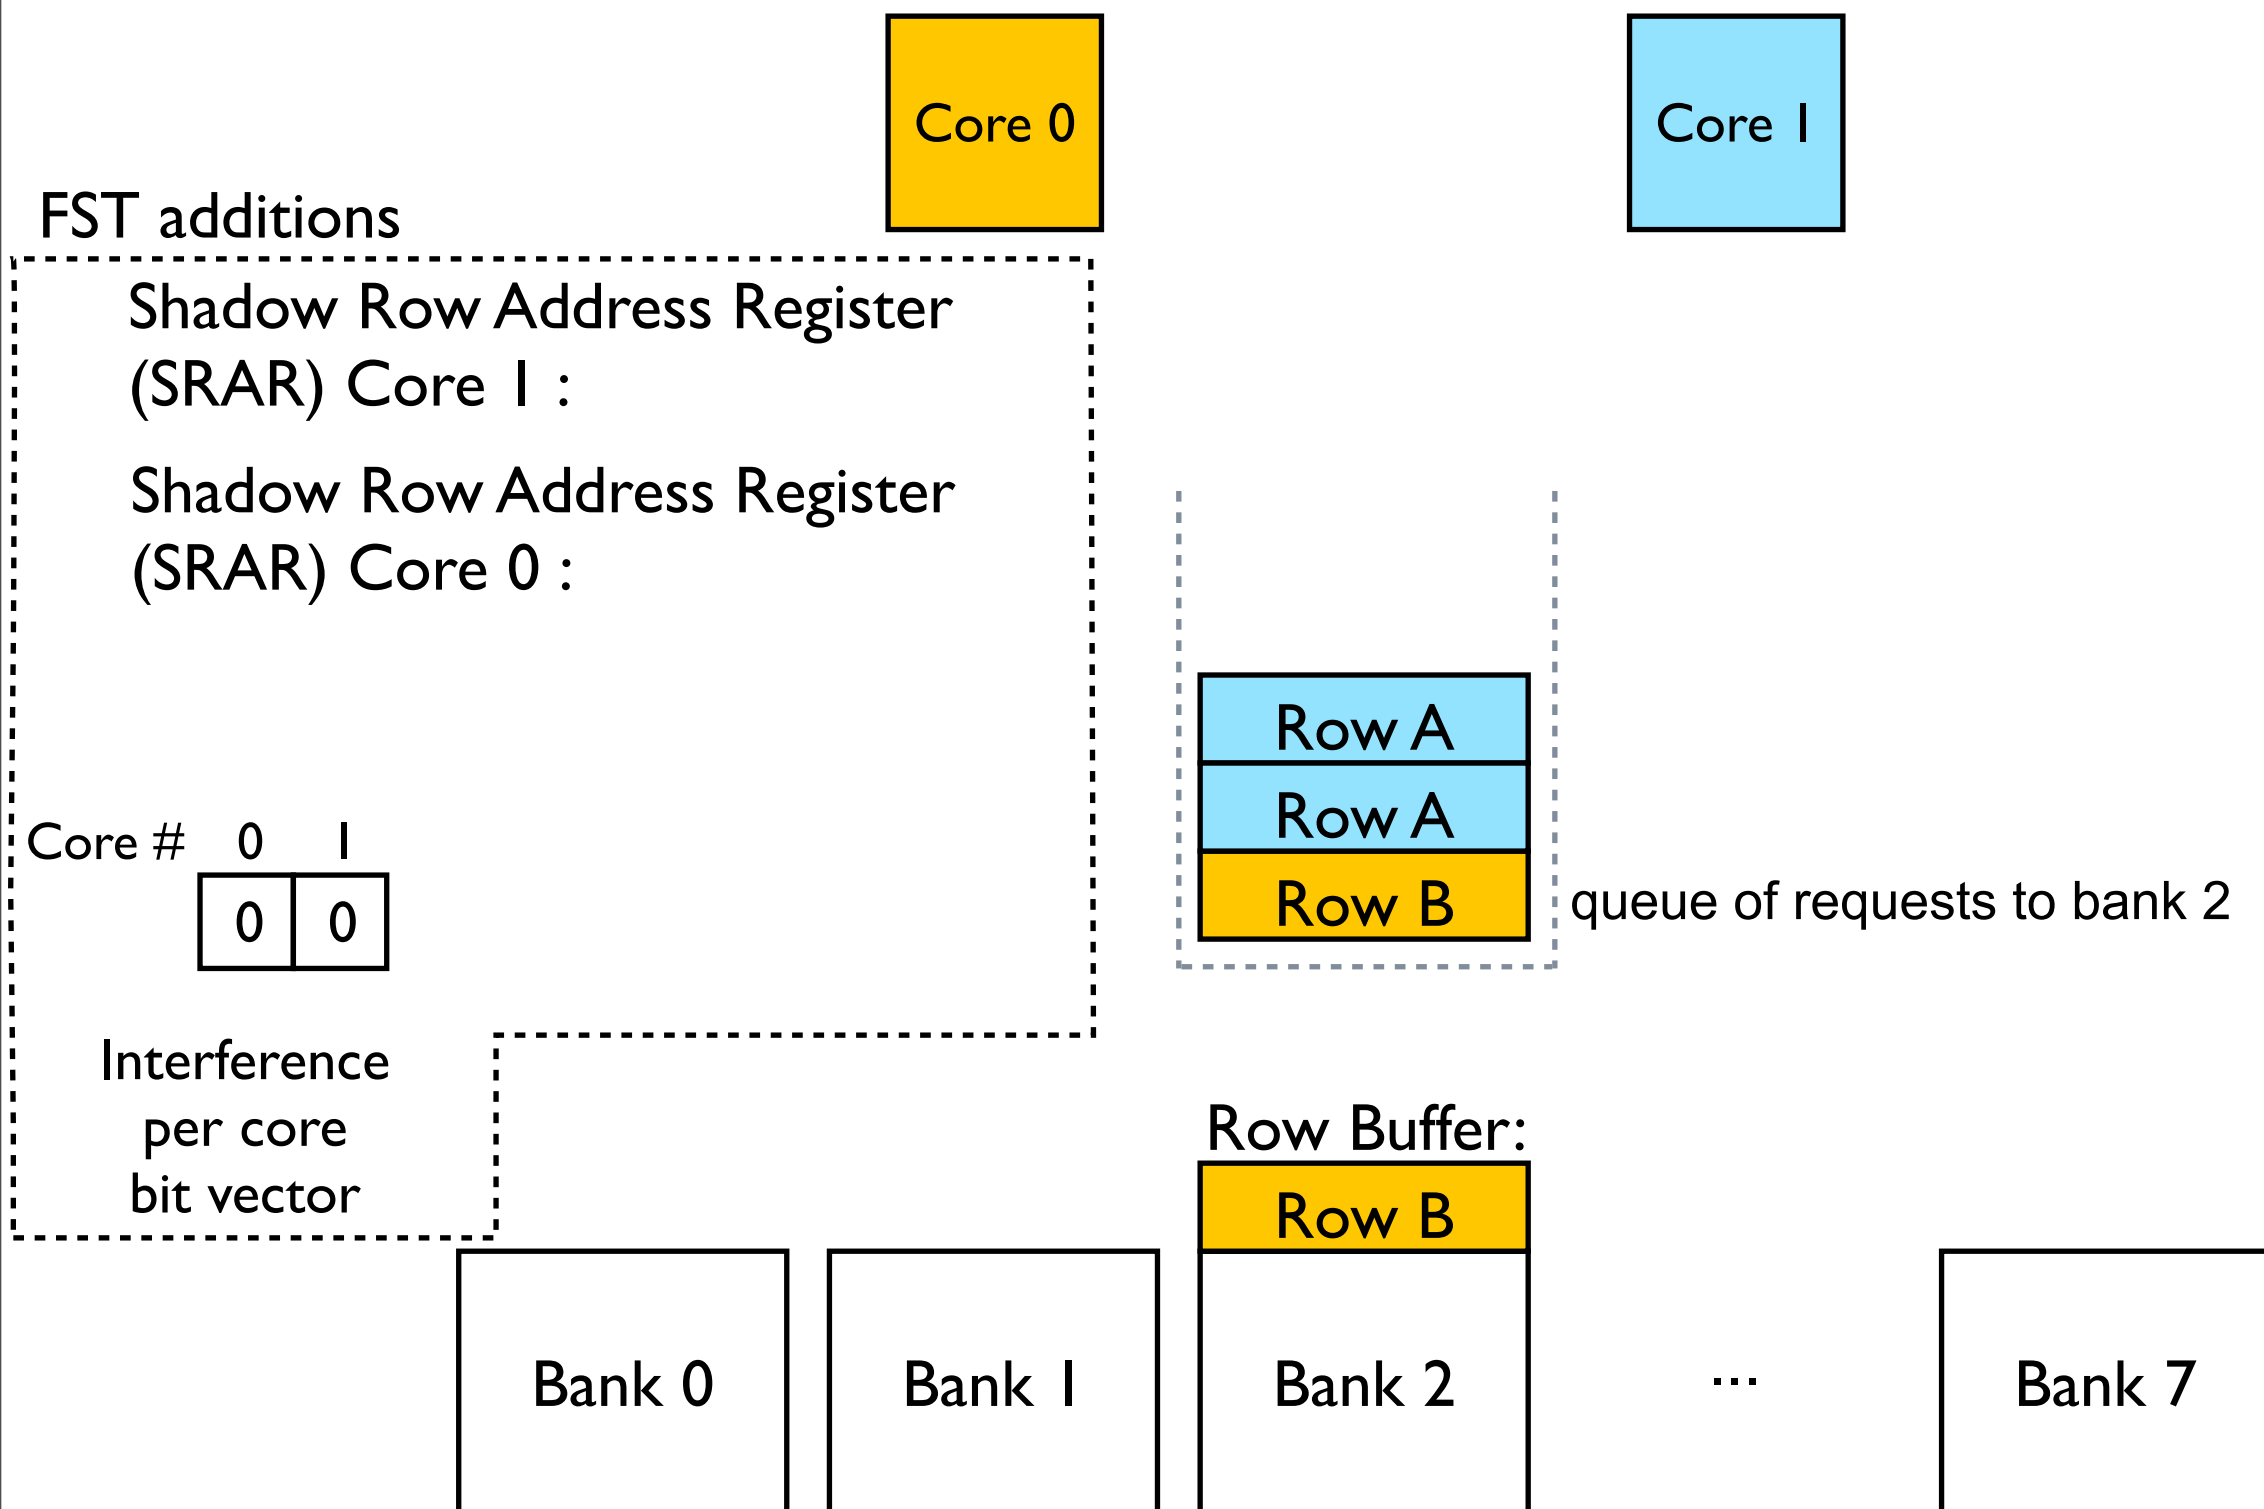 Core 0
Core 1
FST additions
Shadow Row Address Register
(SRAR) Core 1 :
Shadow Row Address Register
(SRAR) Core 0 :
Row A
Row A
Row B
queue of requests to bank 2
Core # 0 1
0 0
Interference
per core
bit vector
Row Buffer:
Row B
Bank 0
Bank 1
Bank 2
...
Bank 7